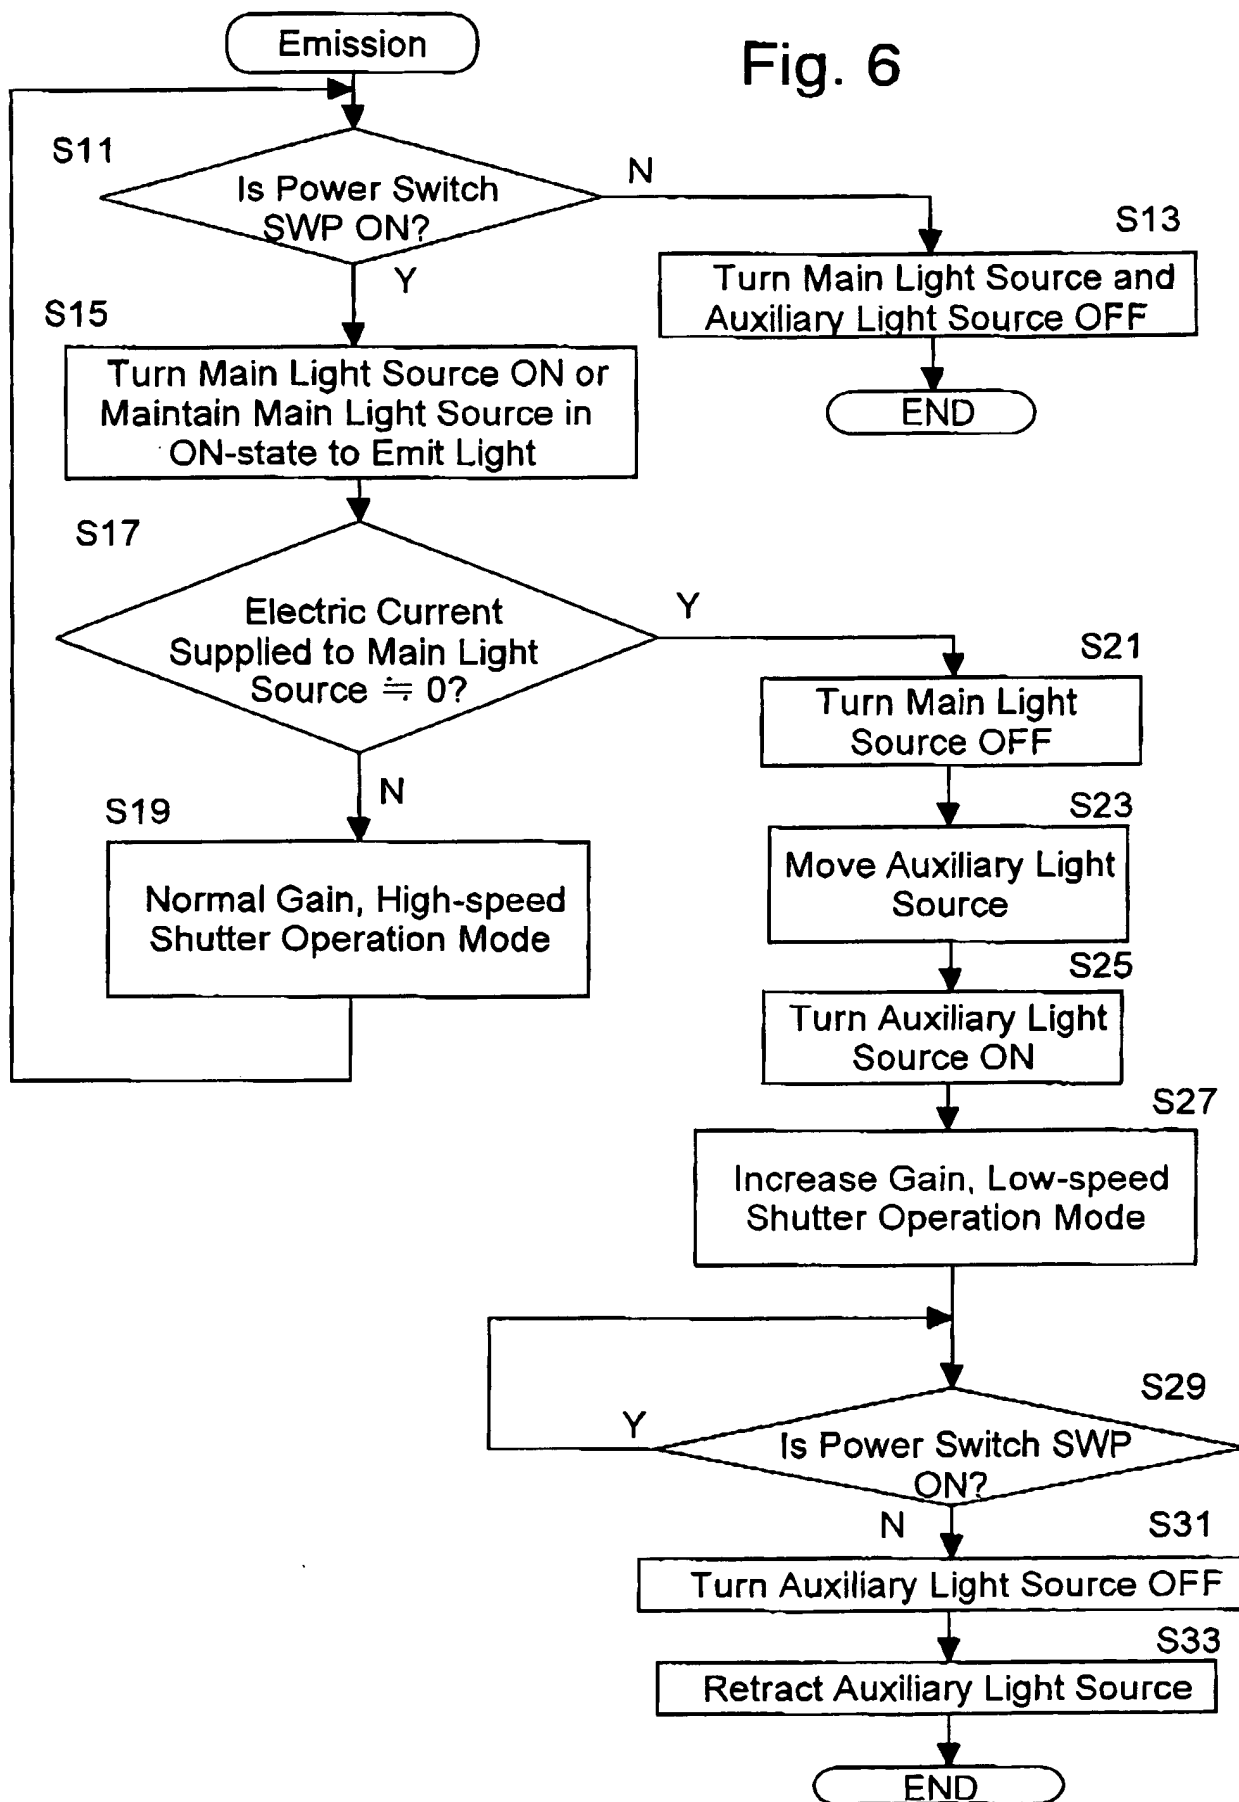 Emission
Fig. 6
S11
Is Power Switch
SWP ON?
N
Y
S13
Turn Main Light Source and
Auxiliary Light Source OFF
END
S15
Turn Main Light Source ON or
Maintain Main Light Source in
ON-state to Emit Light
S17
Electric Current
Supplied to Main Light
Source ≒ 0?
Y
N
S19
Normal Gain, High-speed
Shutter Operation Mode
S21
Turn Main Light
Source OFF
S23
Move Auxiliary Light
Source
S25
Turn Auxiliary Light
Source ON
S27
Increase Gain, Low-speed
Shutter Operation Mode
S29
Is Power Switch SWP
ON?
Y
N
S31
Turn Auxiliary Light Source OFF
S33
Retract Auxiliary Light Source
END